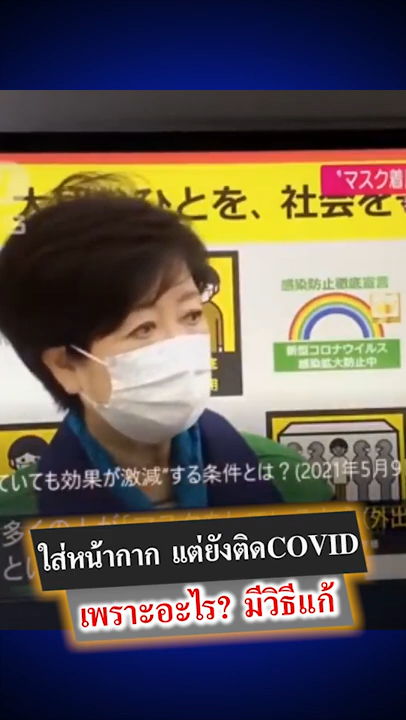 "マスク着
ひとを、社会を
感染防止徹底宣言
新型コロナウイルス
感染拡大防止中
ていても効果が激減"する条件とは？(2021年5月9
ใส่หน้ากาก แต่ยังติดCOVID
เพราะอะไร? มีวิธีแก้